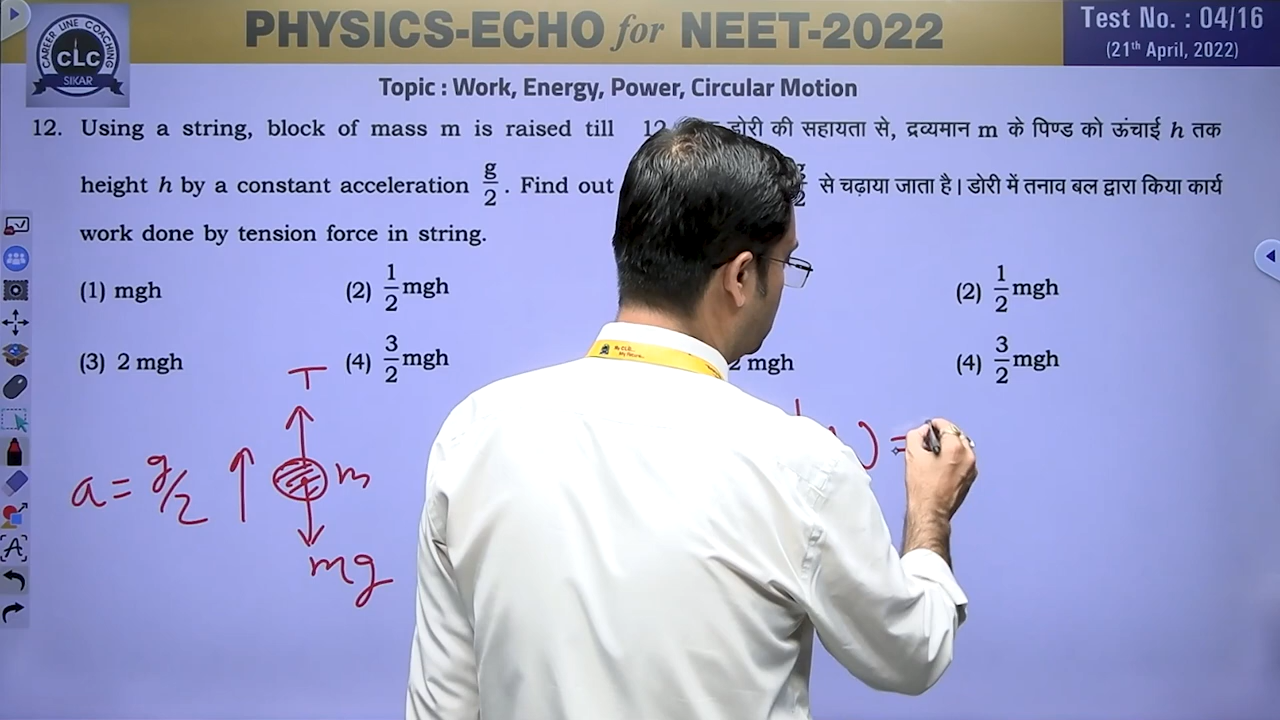 PHYSICS-ECHO for NEET-2022
Test No. : 04/16
(21th April, 2022)
CAREER LINE COACHING
CLC
SIKAR
Topic : Work, Energy, Power, Circular Motion
12. Using a string, block of mass m is raised till
height h by a constant acceleration g/2. Find out
work done by tension force in string.
(1) mgh (2) 1/2 mgh
(3) 2 mgh (4) 3/2 mgh
डोरी की सहायता से, द्रव्यमान m के पिण्ड को ऊंचाई h तक
से चढ़ाया जाता है। डोरी में तनाव बल द्वारा किया कार्य
(2) 1/2 mgh
2 mgh (4) 3/2 mgh
T
a = g/2 m
mg
=